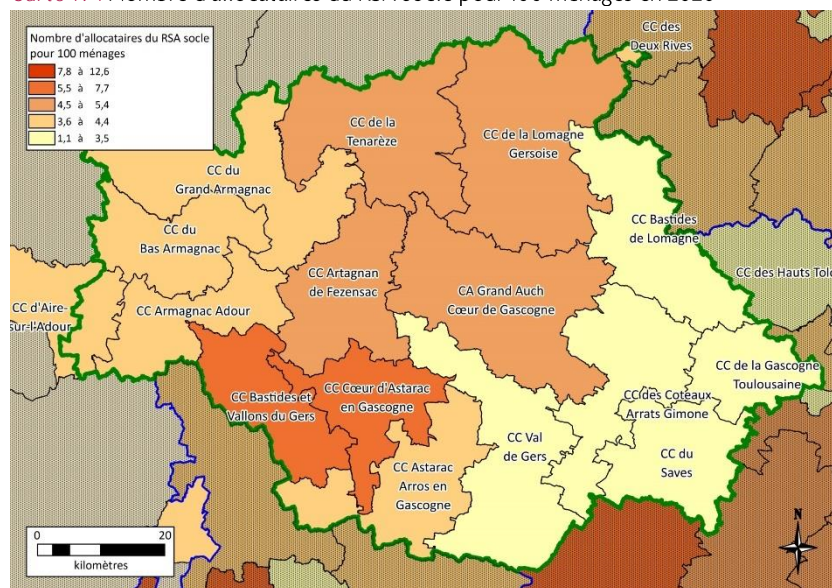 Nombre d'allocataires du RSA socle
pour 100 ménages
7,8 à 12,6
5,5 à 7,7
4,5 à 5,4
3,6 à 4,4
1,1 à 3,5
CC des
Deux Rives
CC de la
Tenarèze
CC de la Lomagne
Gersoise
CC du
Grand Armagnac
CC du
Bas Armagnac
CC Bastides
de Lomagne
CC des Hauts Tolo
CC Artagnan
de Fezensac
CA Grand Auch
Cœur de Gascogne
CC d'Aire-
sur-l'Adour
CC Armagnac Adour
CC de la Gascogne
Toulousaine
CC Bastides et
Vallons du Gers
CC Cœur d'Astarac
en Gascogne
CC des Coteaux
Arrats Gimone
CC Val
de Gers
CC du
Saves
CC Astarac
Arros en
Gascogne
0 20
kilomètres
N